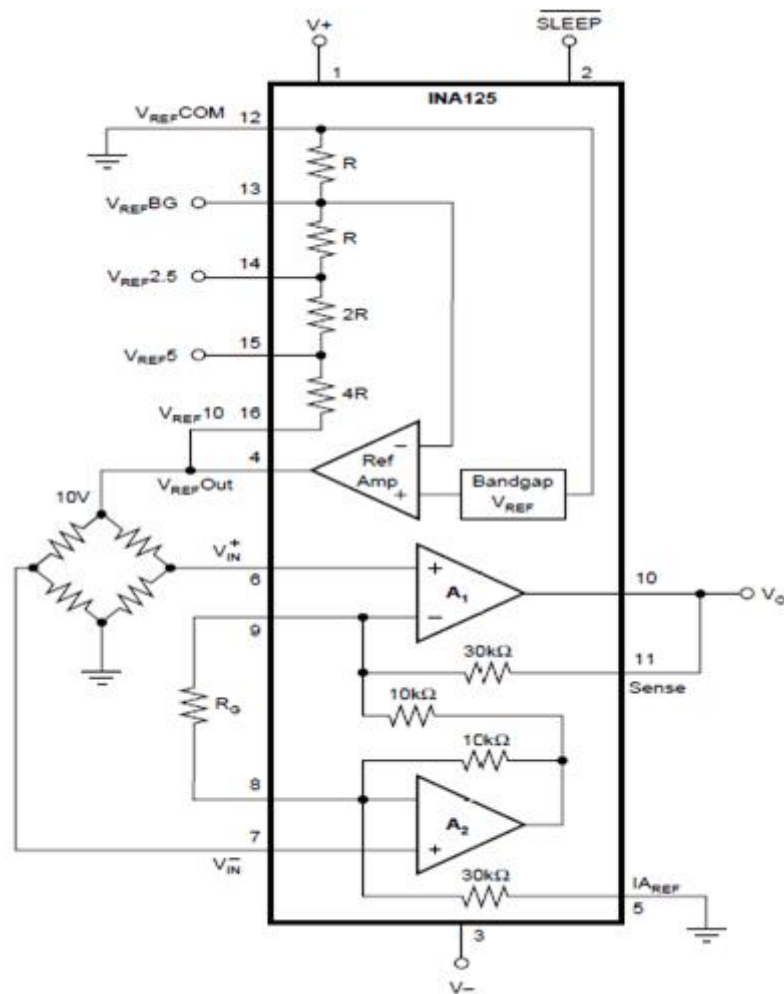 V+
SLEEP
1
2
INA125
VREFCOM
12
R
13
VREFBG
R
14
VREF2.5
2R
15
VREF5
4R
VREF10
16
4
VREFOut
Ref
Amp
−
+
Bandgap
VREF
10V
VIN+
6
+
A1
−
10
VO
9
30kΩ
11
Sense
10kΩ
RG
10kΩ
8
A2
7
+
VIN−
30kΩ
IAREF
5
3
V−